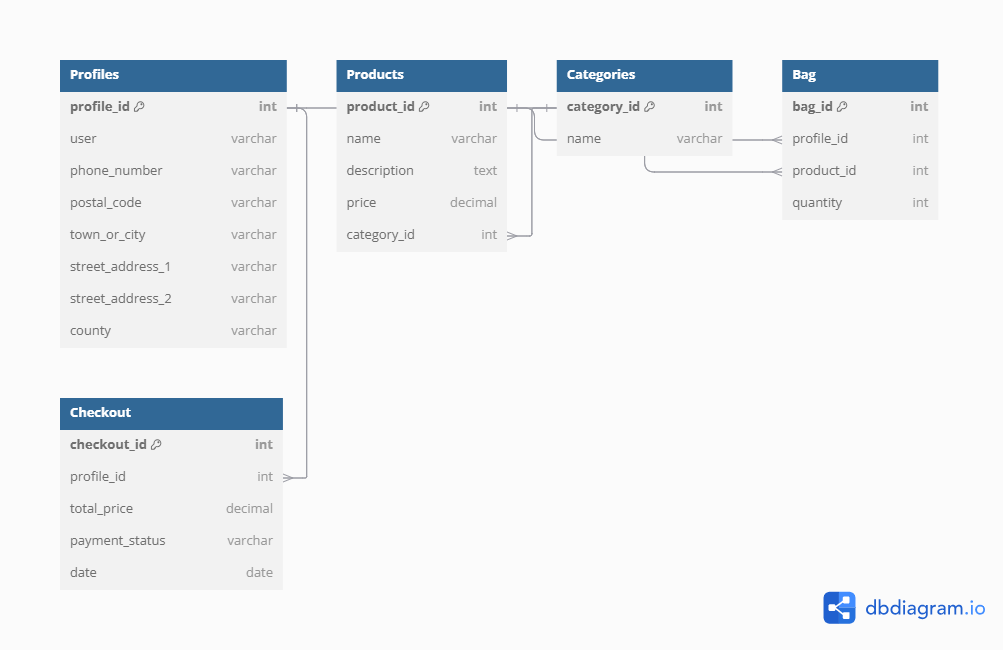 Profiles
profile_id int
user varchar
phone_number varchar
postal_code varchar
town_or_city varchar
street_address_1 varchar
street_address_2 varchar
county varchar
Products
product_id int
name varchar
description text
price decimal
category_id int
Categories
category_id int
name varchar
Bag
bag_id int
profile_id int
product_id int
quantity int
Checkout
checkout_id int
profile_id int
total_price decimal
payment_status varchar
date date
dbdiagram.io